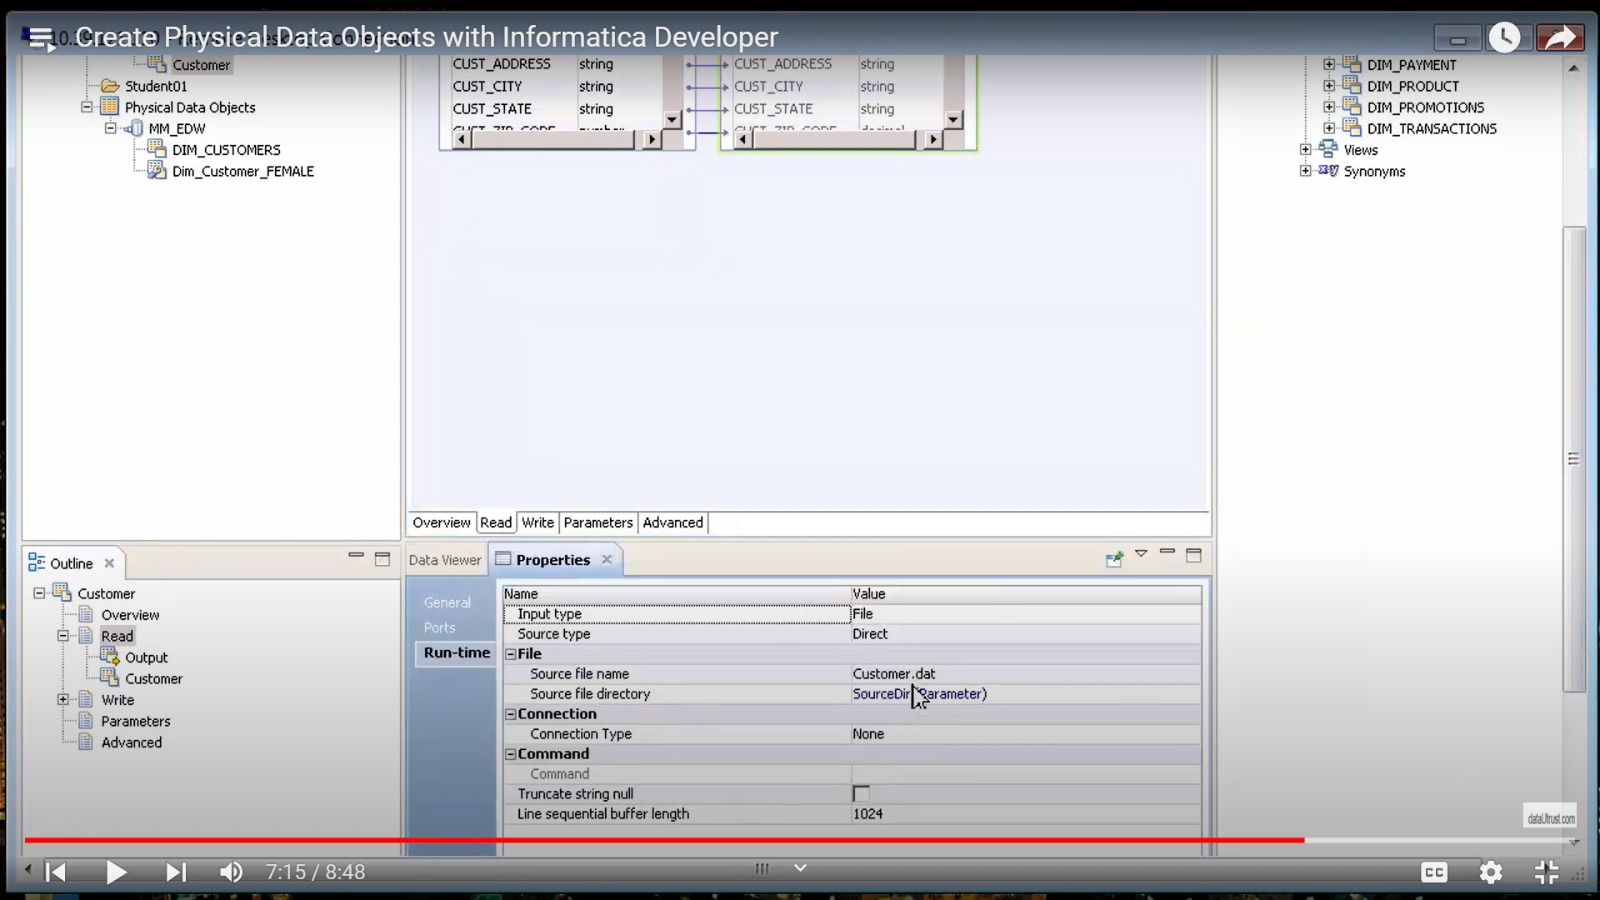 Create Physical Data Objects with Informatica Developer
Customer
Student01
Physical Data Objects
MM_EDW
DIM_CUSTOMERS
Dim_Customer_FEMALE
CUST_ADDRESS string
CUST_CITY string
CUST_STATE string
CUST_ADDRESS string
CUST_CITY string
CUST_STATE string
DIM_PAYMENT
DIM_PRODUCT
DIM_PROMOTIONS
DIM_TRANSACTIONS
Views
Synonyms
Overview Read Write Parameters Advanced
Outline
Customer
Overview
Read
Output
Customer
Write
Parameters
Advanced
Data Viewer Properties
General
Ports
Run-time
Name Value
Input type File
Source type Direct
File
Source file name Customer.dat
Source file directory SourceDir (Parameter)
Connection
Connection Type None
Command
Command
Truncate string null
Line sequential buffer length 1024
dataUtrust.com
7:15 / 8:48
CC